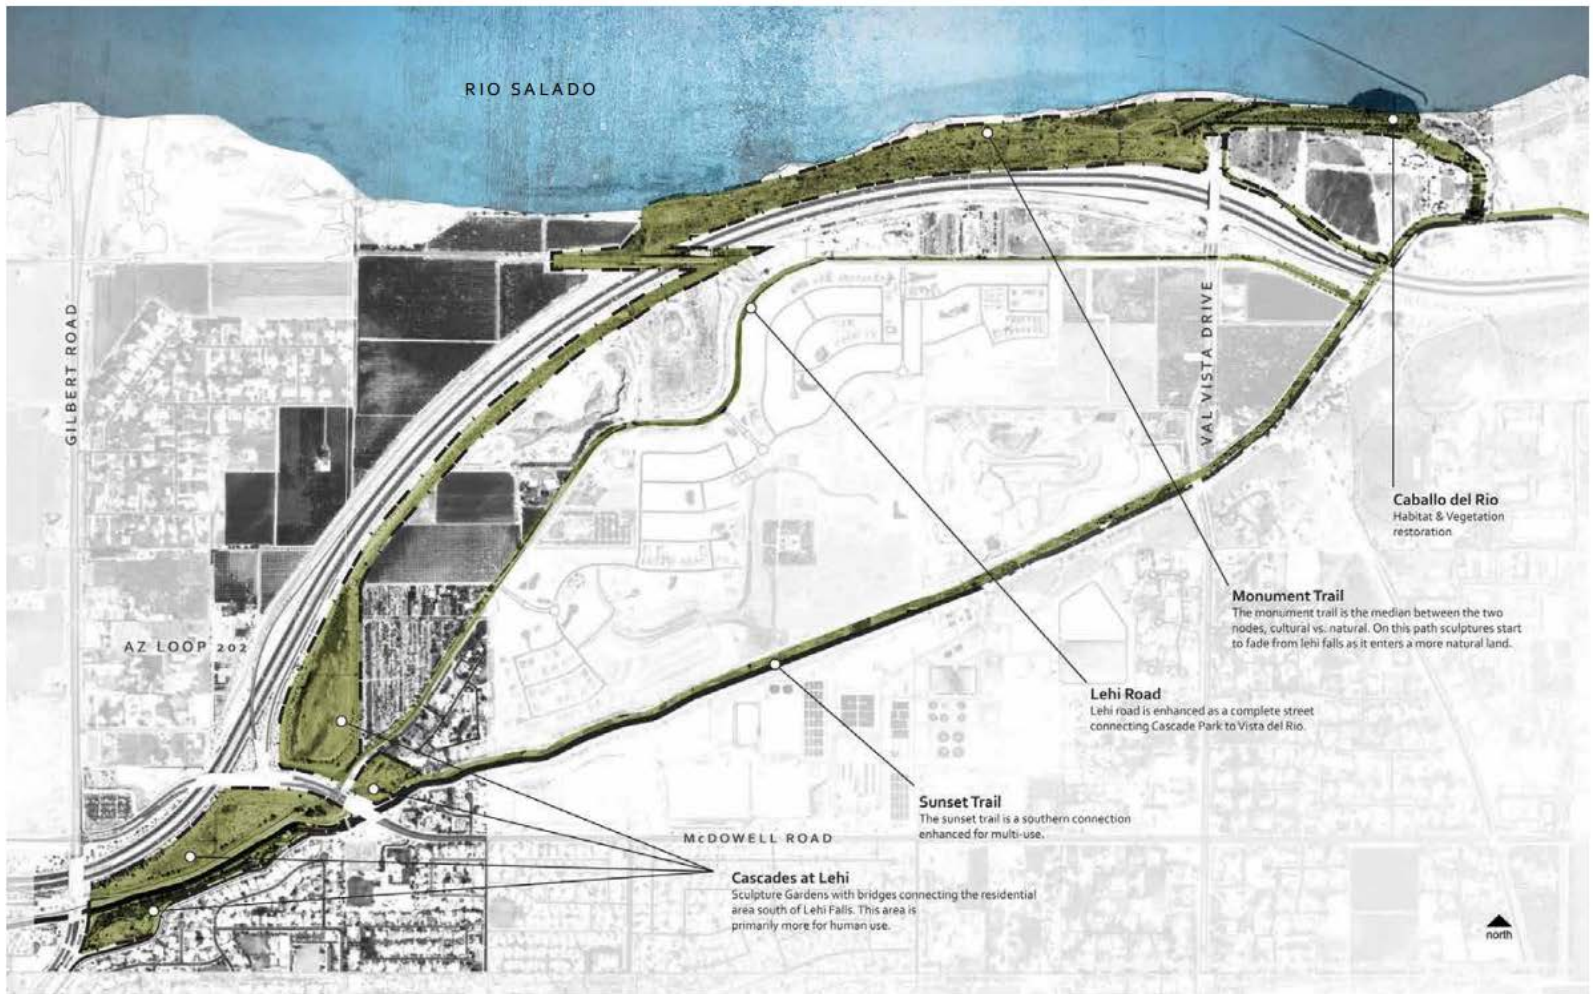 RIO SALADO
GILBERT ROAD
VAL VISTA DRIVE
AZ LOOP 202
McDOWELL ROAD
Caballo del Rio
Habitat & Vegetation
restoration
Monument Trail
The monument trail is the median between the two
nodes, cultural vs. natural. On this path sculptures start
to fade from lehi falls as it enters a more natural land.
Lehi Road
Lehi road is enhanced as a complete street
connecting Cascade Park to Vista del Rio.
Sunset Trail
The sunset trail is a southern connection
enhanced for multi-use.
Cascades at Lehi
Sculpture Gardens with bridges connecting the residential
area south of Lehi Falls. This area is
primarily more for human use.
north